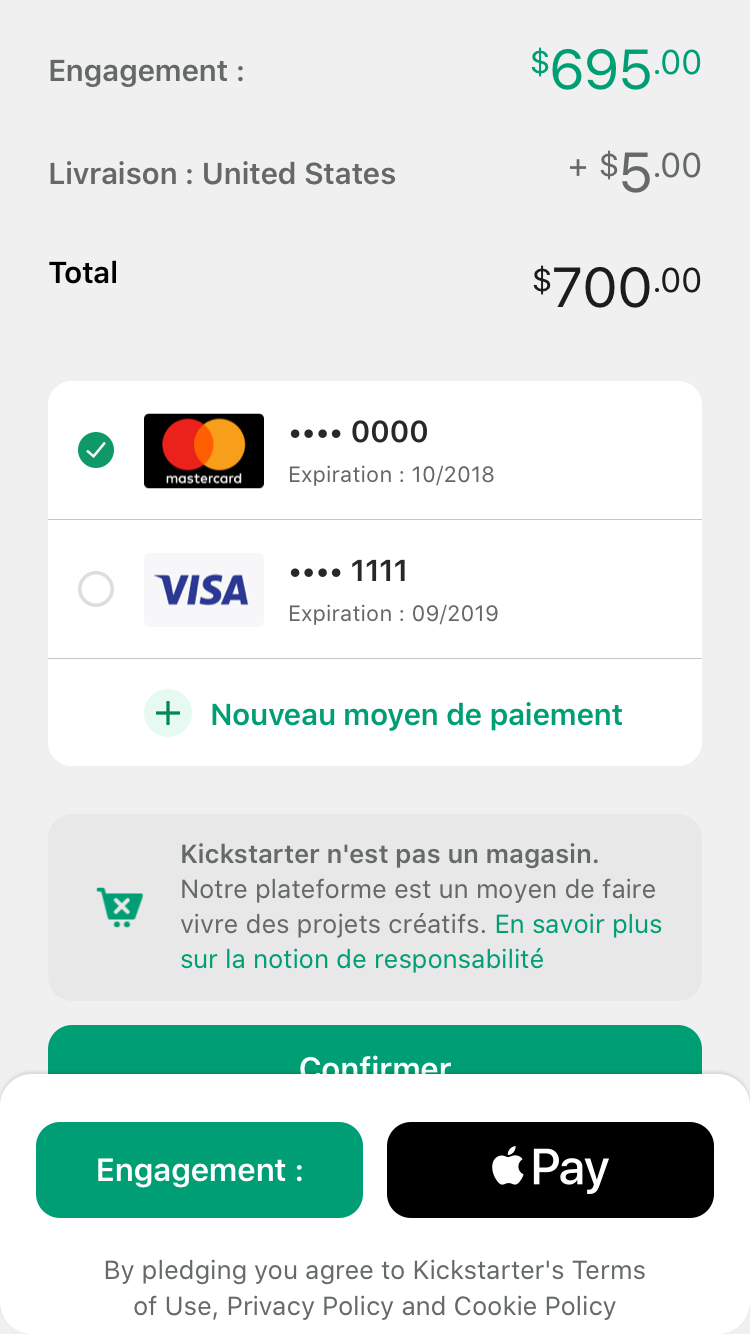 Engagement : $695.00
Livraison : United States + $5.00
Total $700.00
mastercard
•••• 0000
Expiration : 10/2018
VISA
•••• 1111
Expiration : 09/2019
Nouveau moyen de paiement
Kickstarter n'est pas un magasin.
Notre plateforme est un moyen de faire
vivre des projets créatifs. En savoir plus
sur la notion de responsabilité
Confirmer
Engagement :
Pay
By pledging you agree to Kickstarter's Terms
of Use, Privacy Policy and Cookie Policy